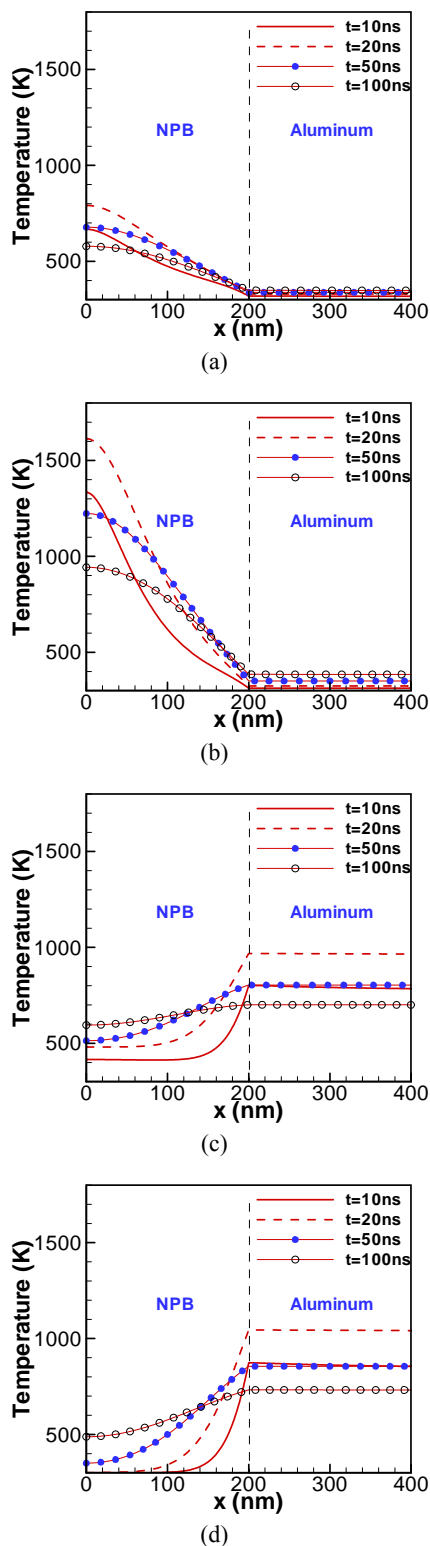 t=10ns
t=20ns
t=50ns
t=100ns
1500
1000
500
Temperature (K)
NPB
Aluminum
0
100
200
300
400
x (nm)
(a)
t=10ns
t=20ns
t=50ns
t=100ns
1500
1000
500
Temperature (K)
NPB
Aluminum
0
100
200
300
400
x (nm)
(b)
t=10ns
t=20ns
t=50ns
t=100ns
1500
1000
500
Temperature (K)
NPB
Aluminum
0
100
200
300
400
x (nm)
(c)
t=10ns
t=20ns
t=50ns
t=100ns
1500
1000
500
Temperature (K)
NPB
Aluminum
0
100
200
300
400
x (nm)
(d)